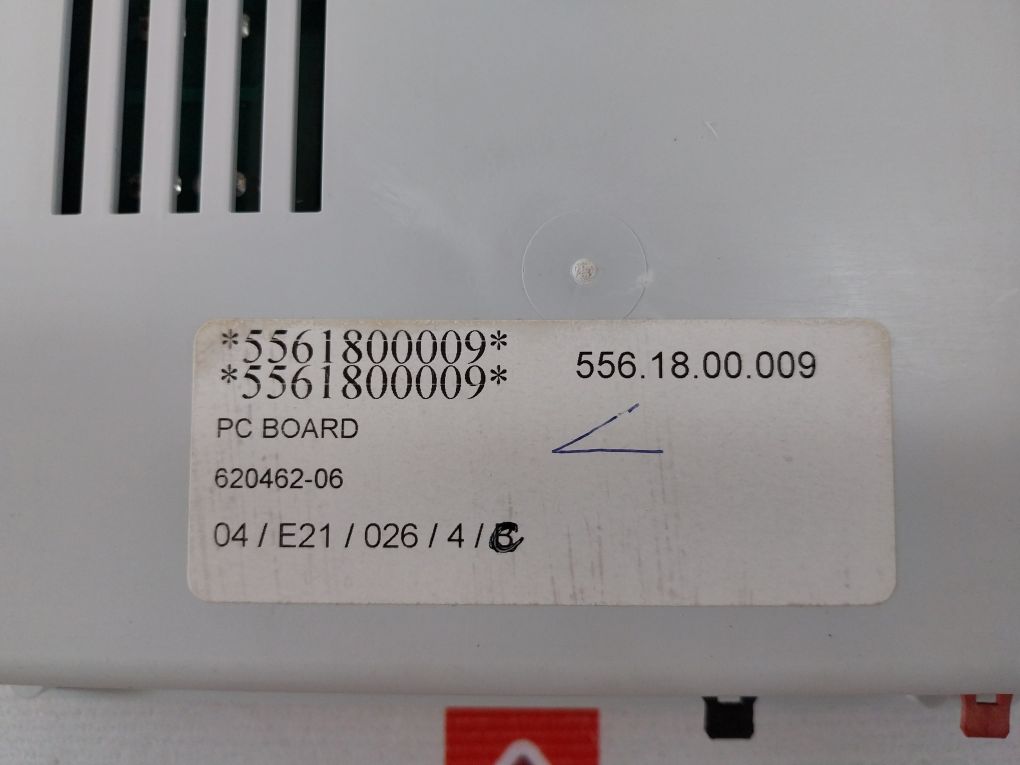 *5561800009*
*5561800009*
556.18.00.009
PC BOARD
620462-06
04 / E21 / 026 / 4 / C